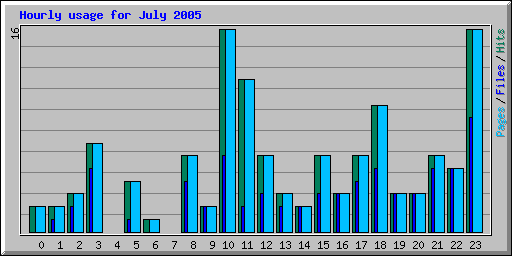 Hourly usage for July 2005
16
Pages/Files/Hits
0 1 2 3 4 5 6 7 8 9 10 11 12 13 14 15 16 17 18 19 20 21 22 23